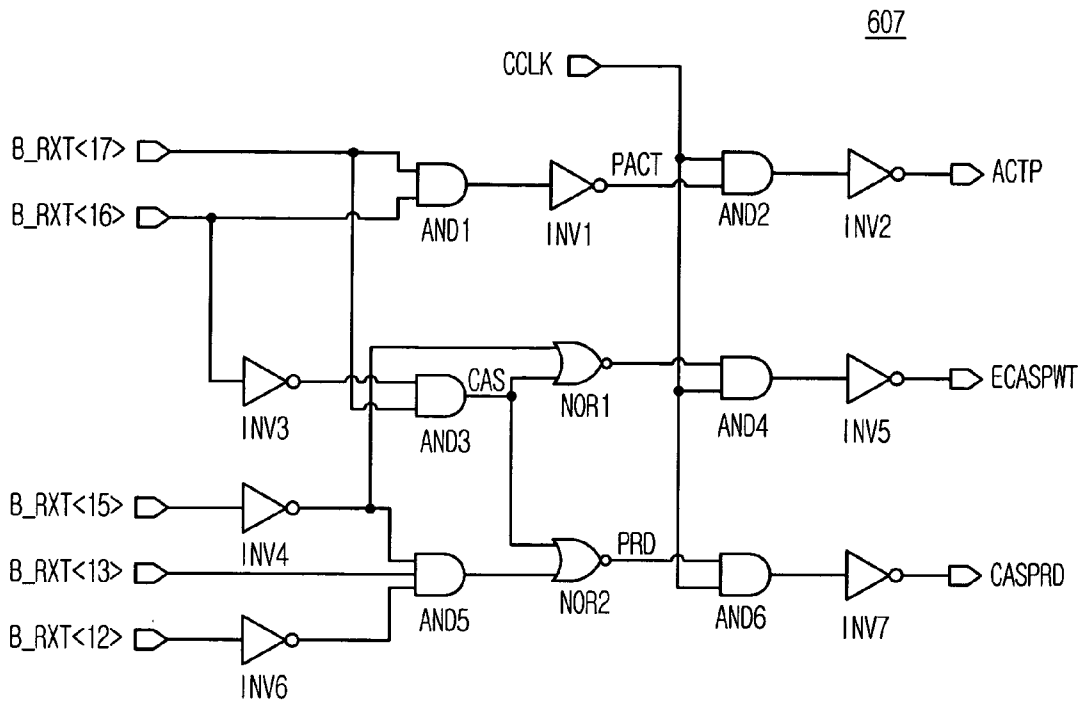 607
CCLK
B_RXT<17>
PACT
ACTP
B_RXT<16>
AND1
INV1
AND2
INV2
CAS
ECASPWT
INV3
AND3
NOR1
AND4
INV5
B_RXT<15>
INV4
PRD
B_RXT<13>
CASPRD
AND5
NOR2
AND6
INV7
B_RXT<12>
INV6